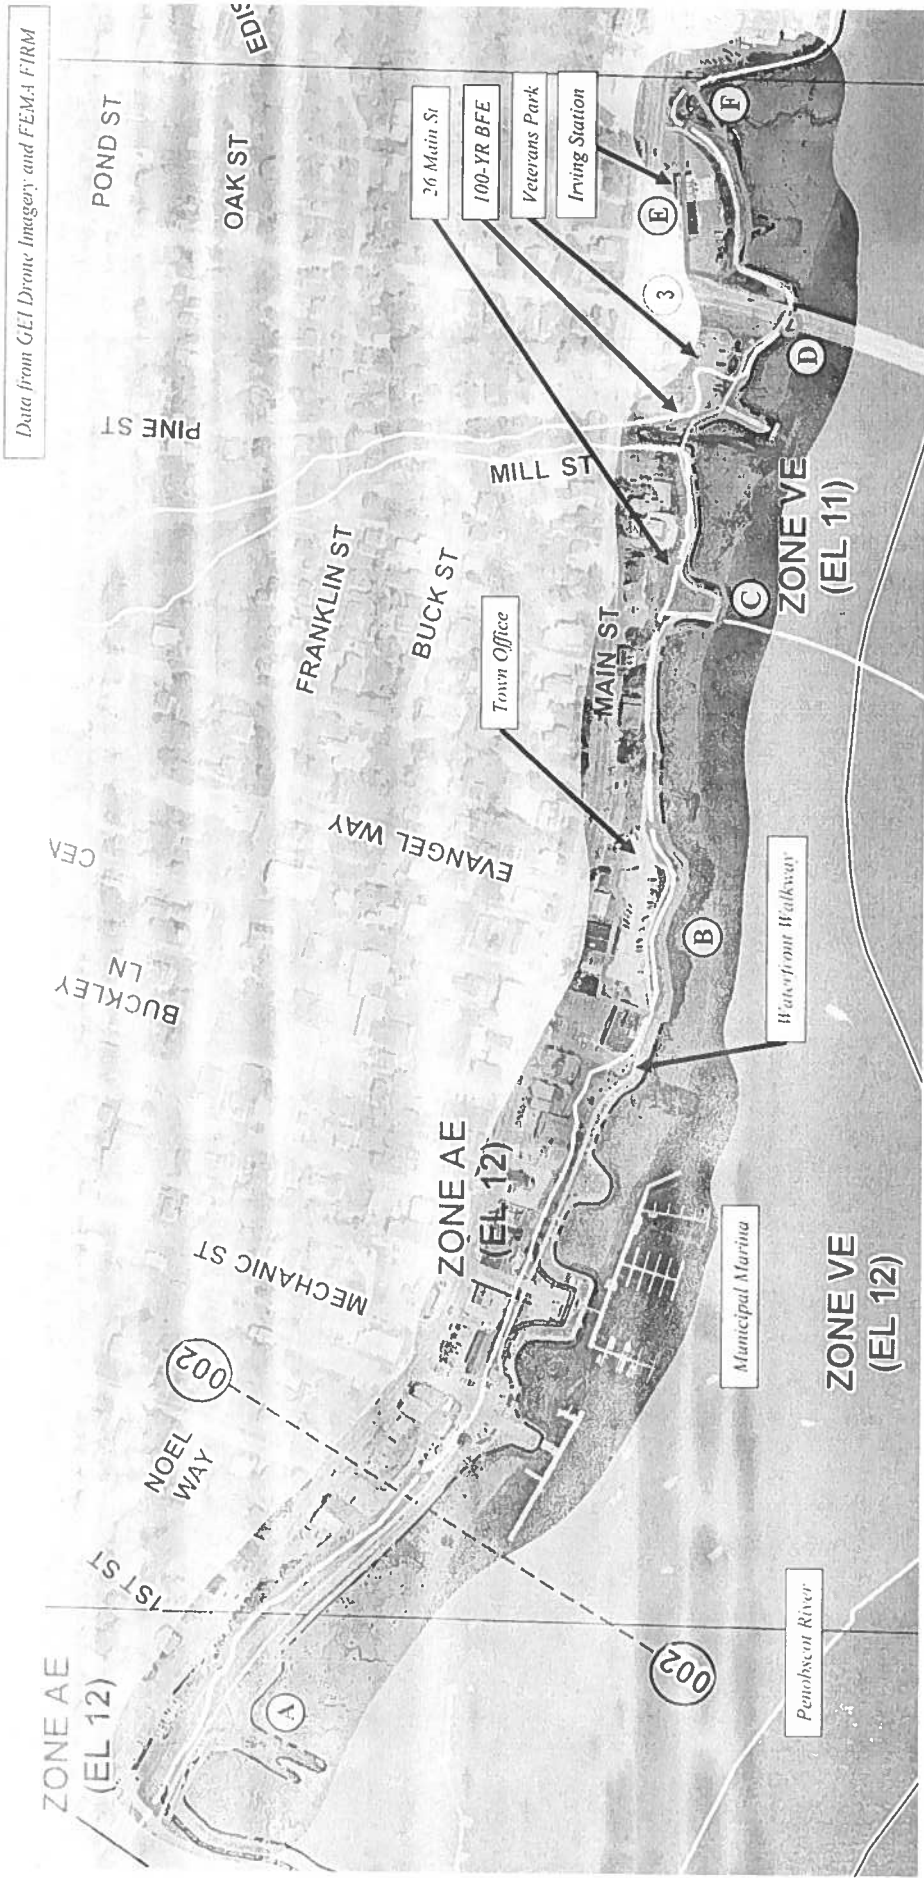 Data from GEI Drone Imagery and FEMA FIRM
POND ST
OAK ST
PINE ST
MILL ST
FRANKLIN ST
BUCK ST
EVANGEL WAY
BUCKLEY
LN
MECHANIC ST
NOEL
WAY
1ST ST
MAIN ST
26 Main St
100-YR BFE
Veterans Park
Irving Station
Town Office
Waterfront Walkway
Municipal Marina
Penobscot River
ZONE AE
(EL 12)
ZONE AE
(EL 12)
ZONE VE
(EL 12)
ZONE VE
(EL 11)
002
002
3
A
B
C
D
E
F